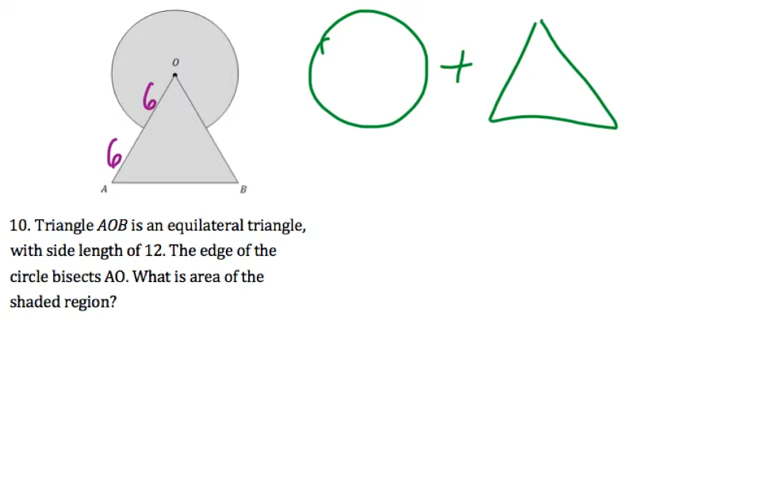 O
6
6
+
A
B
10. Triangle AOB is an equilateral triangle,
with side length of 12. The edge of the
circle bisects AO. What is area of the
shaded region?